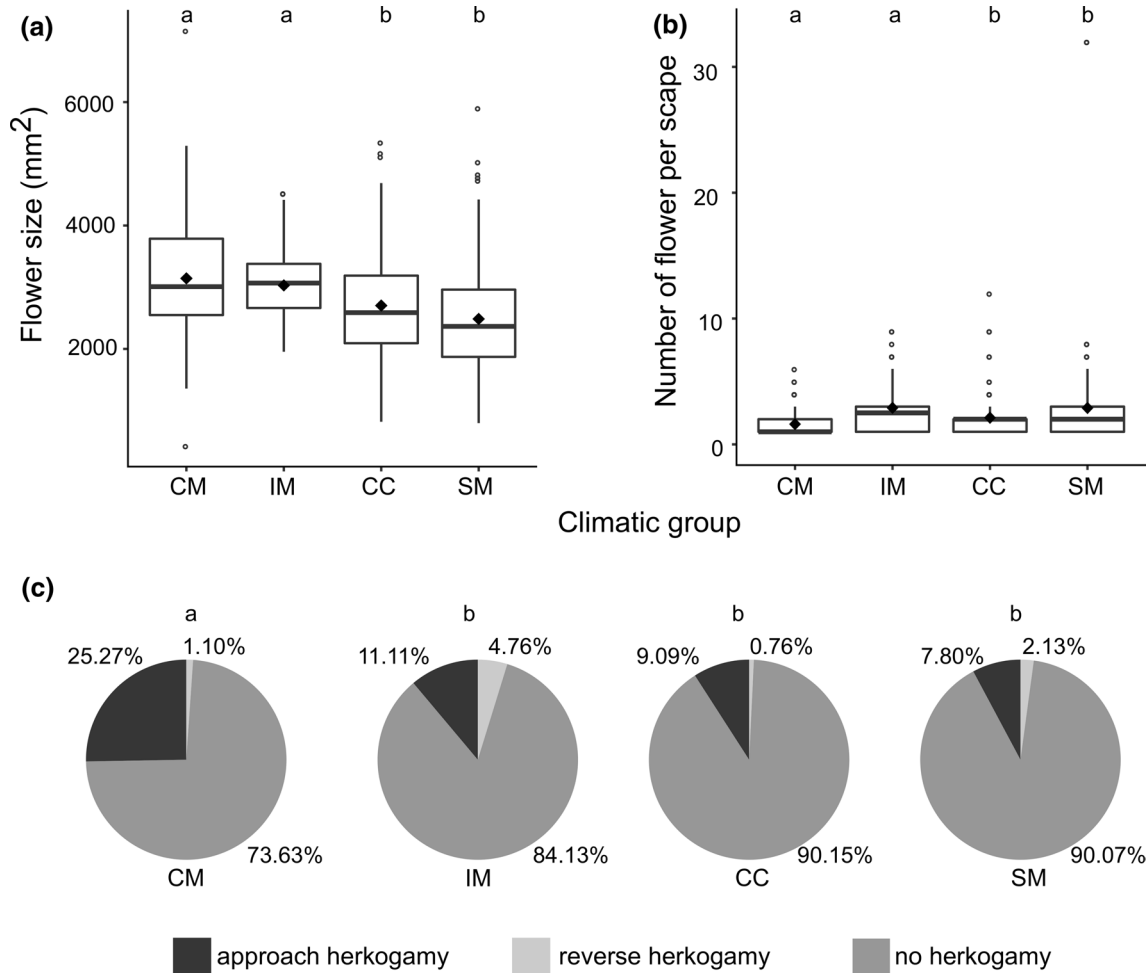 (a)
a a b b
Flower size (mm2)
6000
4000
2000
CM IM CC SM
(b)
a a b b
Number of flower per scape
30
20
10
0
CM IM CC SM
Climatic group
(c)
a b b b
25.27% 1.10% 11.11% 4.76% 9.09% 0.76% 7.80% 2.13%
73.63% 84.13% 90.15% 90.07%
CM IM CC SM
approach herkogamy reverse herkogamy no herkogamy